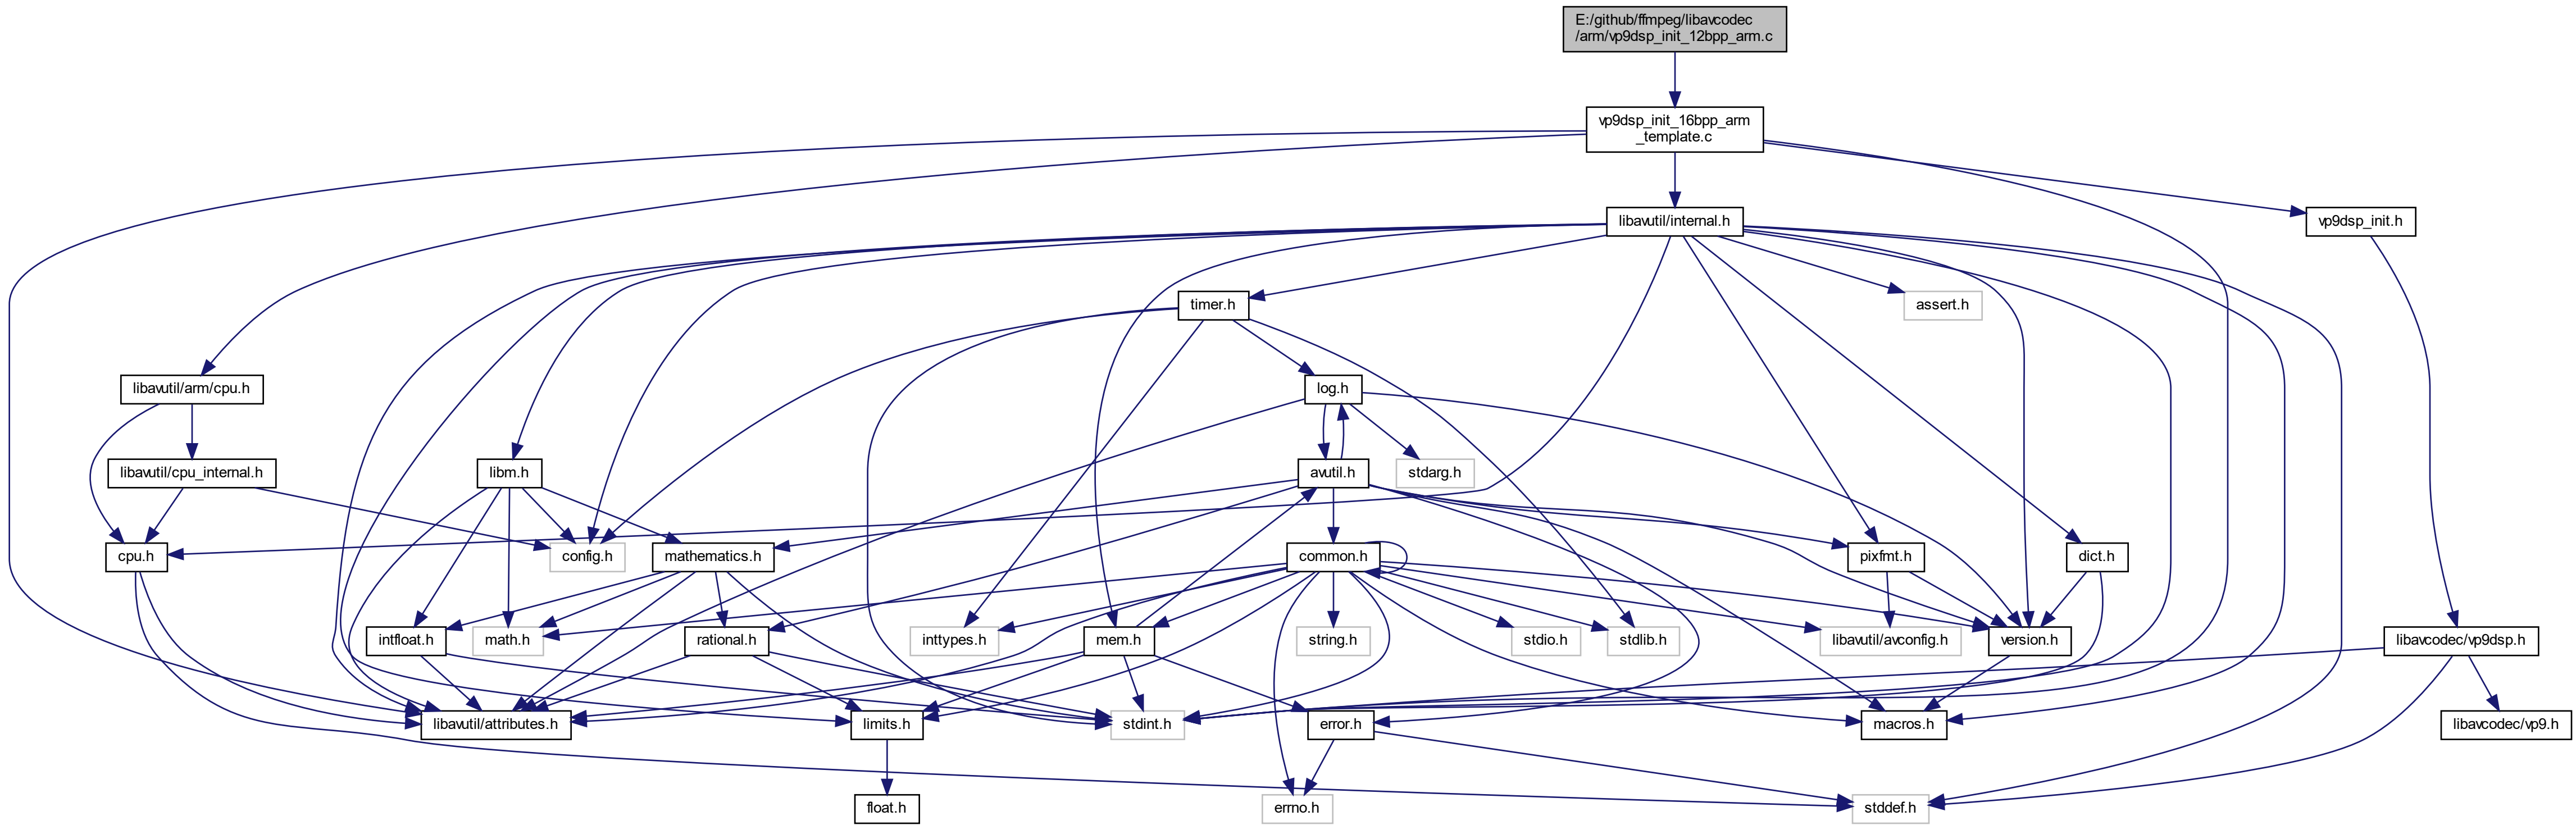 E:/github/ffmpeg/libavcodec
/arm/vp9dsp_init_12bpp_arm.c
vp9dsp_init_16bpp_arm
_template.c
libavutil/internal.h
vp9dsp_init.h
timer.h
assert.h
libavutil/arm/cpu.h
log.h
libavutil/cpu_internal.h
libm.h
avutil.h
stdarg.h
cpu.h
config.h
mathematics.h
common.h
pixfmt.h
dict.h
intfloat.h
math.h
rational.h
inttypes.h
mem.h
string.h
stdio.h
stdlib.h
libavutil/avconfig.h
version.h
libavcodec/vp9dsp.h
libavutil/attributes.h
limits.h
stdint.h
error.h
macros.h
libavcodec/vp9.h
float.h
errno.h
stddef.h